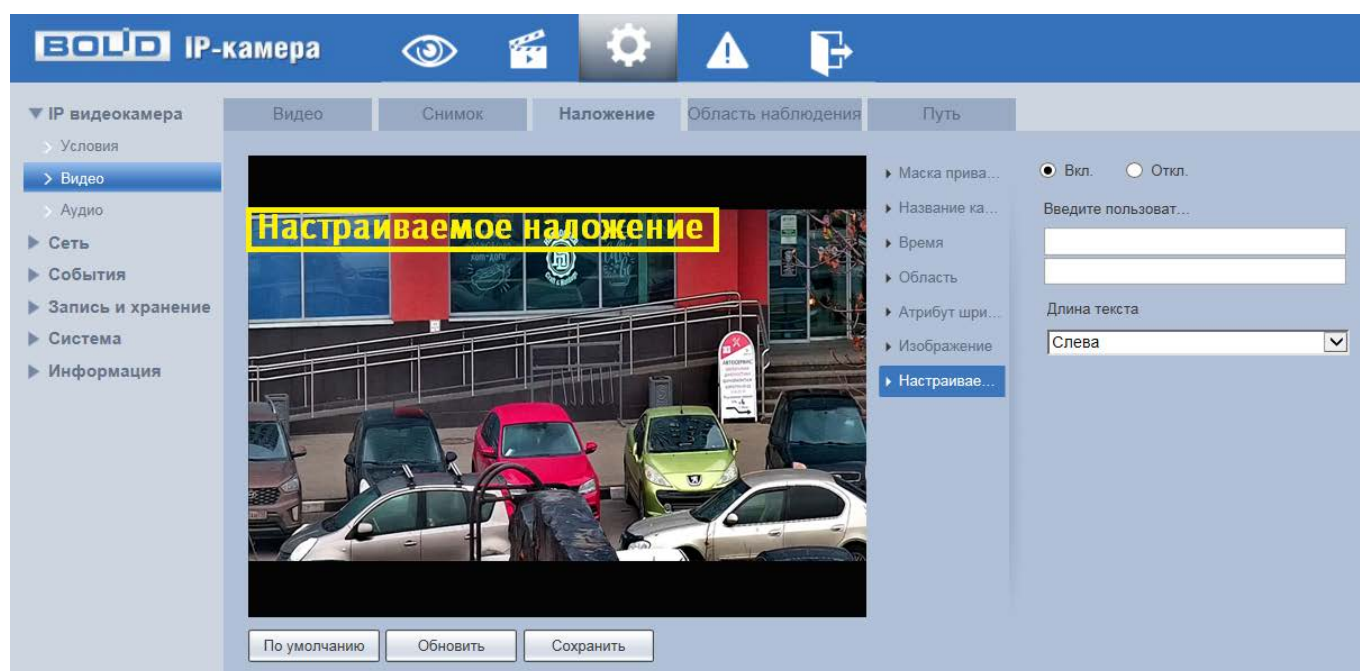 BOLID IP-камера
IP видеокамера
Условия
Видео
Аудио
Сеть
События
Запись и хранение
Система
Информация
Видео
Снимок
Наложение
Область наблюдения
Путь
Настраиваемое наложение
АВТОСЕРВИС
Маска прива...
Название ка...
Время
Область
Атрибут шри...
Изображение
Настраивае...
Вкл.
Откл.
Введите пользоват...
Длина текста
Слева
По умолчанию
Обновить
Сохранить